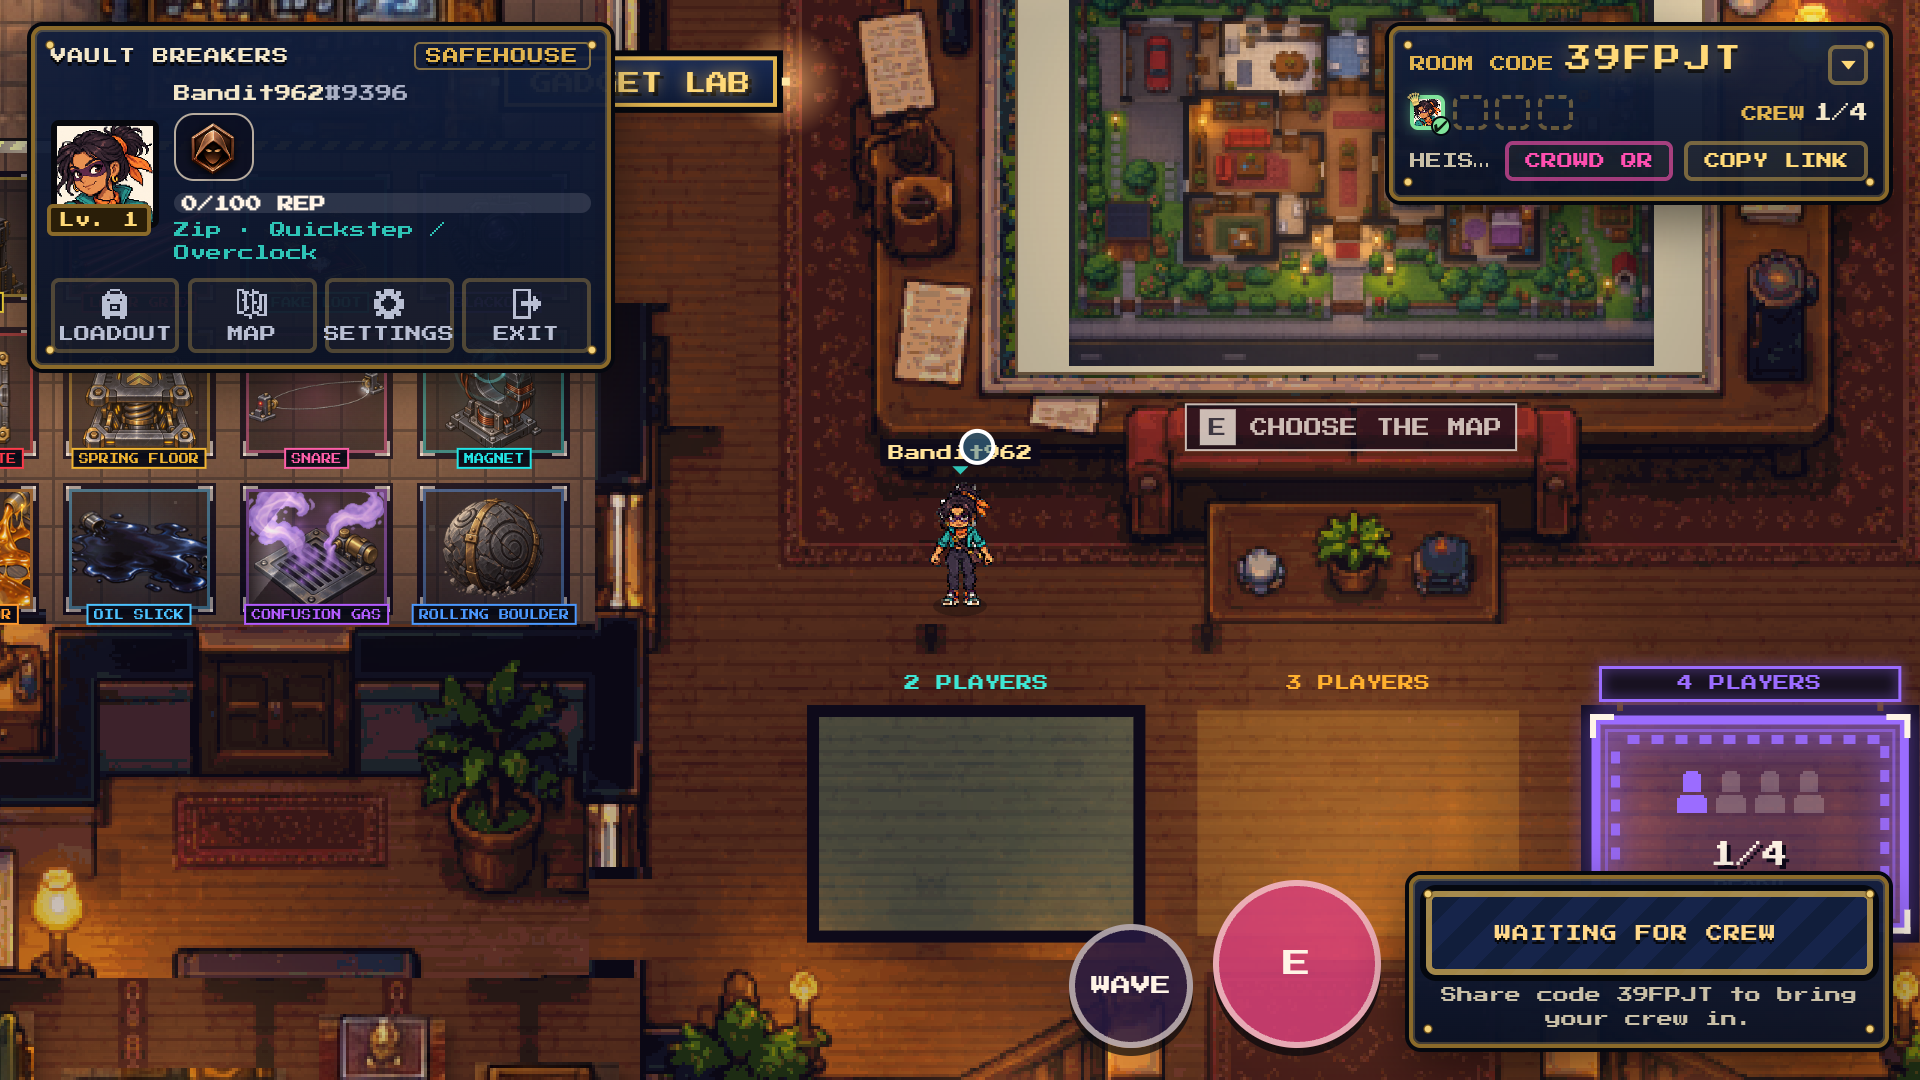 VAULT BREAKERS
SAFEHOUSE
Bandit962#9396
Lv. 1
0/100 REP
Zip · Quickstep /
Overclock
LOADOUT
MAP
SETTINGS
EXIT
GADGET LAB
ROOM CODE 39FPJT
CREW 1/4
HEIS...
CROWD QR
COPY LINK
E CHOOSE THE MAP
Bandit962
SPRING FLOOR
SNARE
MAGNET
OIL SLICK
CONFUSION GAS
ROLLING BOULDER
2 PLAYERS
3 PLAYERS
4 PLAYERS
1/4
WAVE
E
WAITING FOR CREW
Share code 39FPJT to bring
your crew in.